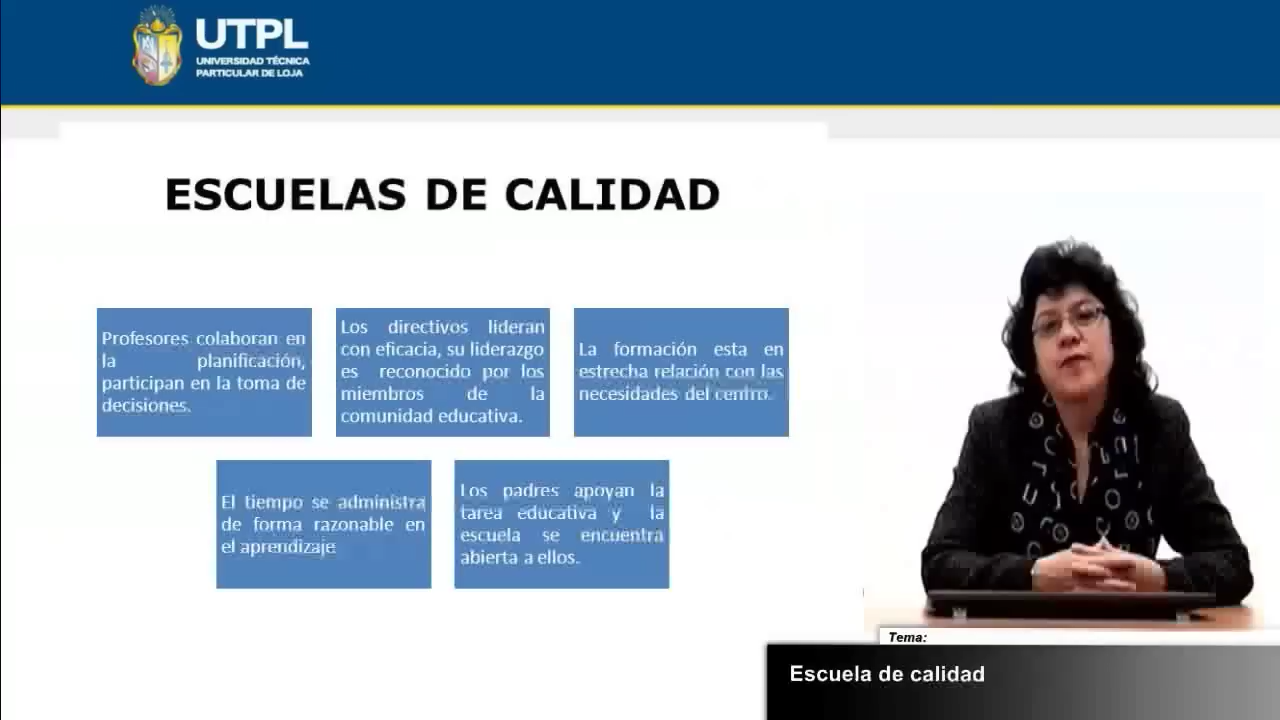 UTPL
UNIVERSIDAD TÉCNICA
PARTICULAR DE LOJA
ESCUELAS DE CALIDAD
Profesores colaboran en
la planificación,
participan en la toma de
decisiones.
Los directivos lideran
con eficacia, su liderazgo
es reconocido por los
miembros de la
comunidad educativa.
La formación esta en
estrecha relación con las
necesidades del centro.
El tiempo se administra
de forma razonable en
el aprendizaje
Los padres apoyan la
tarea educativa y la
escuela se encuentra
abierta a ellos.
Tema:
Escuela de calidad